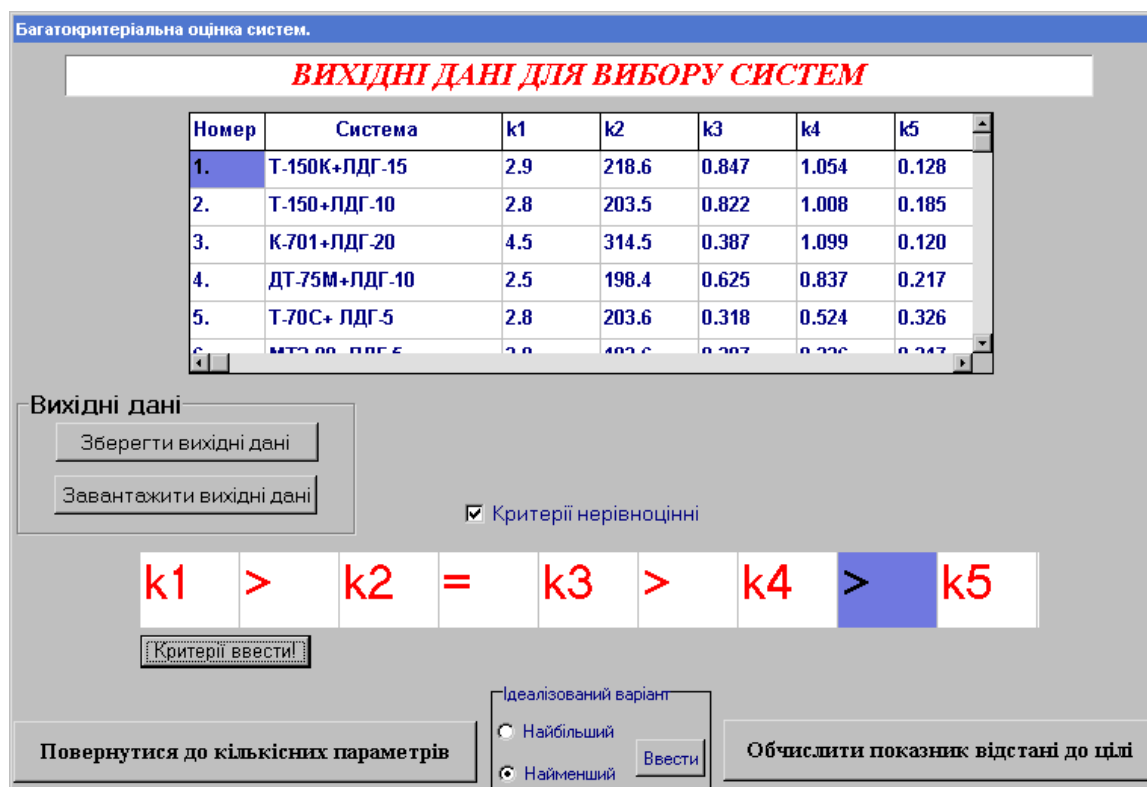 Багатокритеріальна оцінка систем.
ВИХІДНІ ДАНІ ДЛЯ ВИБОРУ СИСТЕМ
Номер Система k1 k2 k3 k4 k5
1. Т-150К+ЛДГ-15 2.9 218.6 0.847 1.054 0.128
2. Т-150+ЛДГ-10 2.8 203.5 0.822 1.008 0.185
3. К-701+ЛДГ-20 4.5 314.5 0.387 1.099 0.120
4. ДТ-75М+ЛДГ-10 2.5 198.4 0.625 0.837 0.217
5. Т-70С+ ЛДГ-5 2.8 203.6 0.318 0.524 0.326
Вихідні дані
Зберегти вихідні дані
Завантажити вихідні дані
Критерії нерівноцінні
k1 > k2 = k3 > k4 > k5
Критерії ввести!
Ідеалізований варіант
Найбільший
Найменший
Ввести
Повернутися до кількісних параметрів
Обчислити показник відстані до цілі